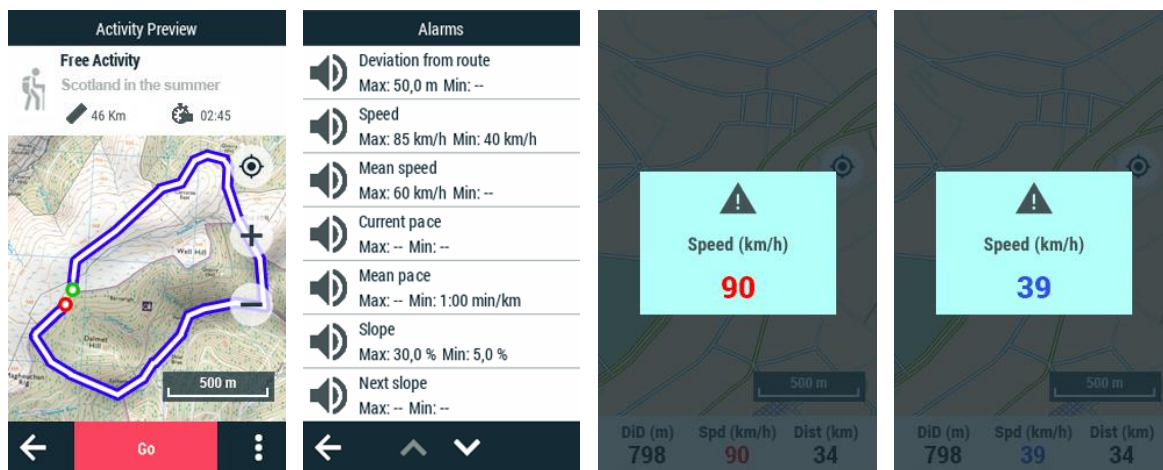 Activity Preview
Free Activity
Scotland in the summer
46 Km 02:45
Well Hill
Dalmet Hill
500 m
Go
Alarms
Deviation from route
Max: 50,0 m Min: --
Speed
Max: 85 km/h Min: 40 km/h
Mean speed
Max: 60 km/h Min: --
Current pace
Max: -- Min: --
Mean pace
Max: -- Min: 1:00 min/km
Slope
Max: 30,0 % Min: 5,0 %
Next slope
Max: -- Min: --
Speed (km/h)
90
500 m
DiD (m) Spd (km/h) Dist (km)
798 90 34
Speed (km/h)
39
500 m
DiD (m) Spd (km/h) Dist (km)
798 39 34